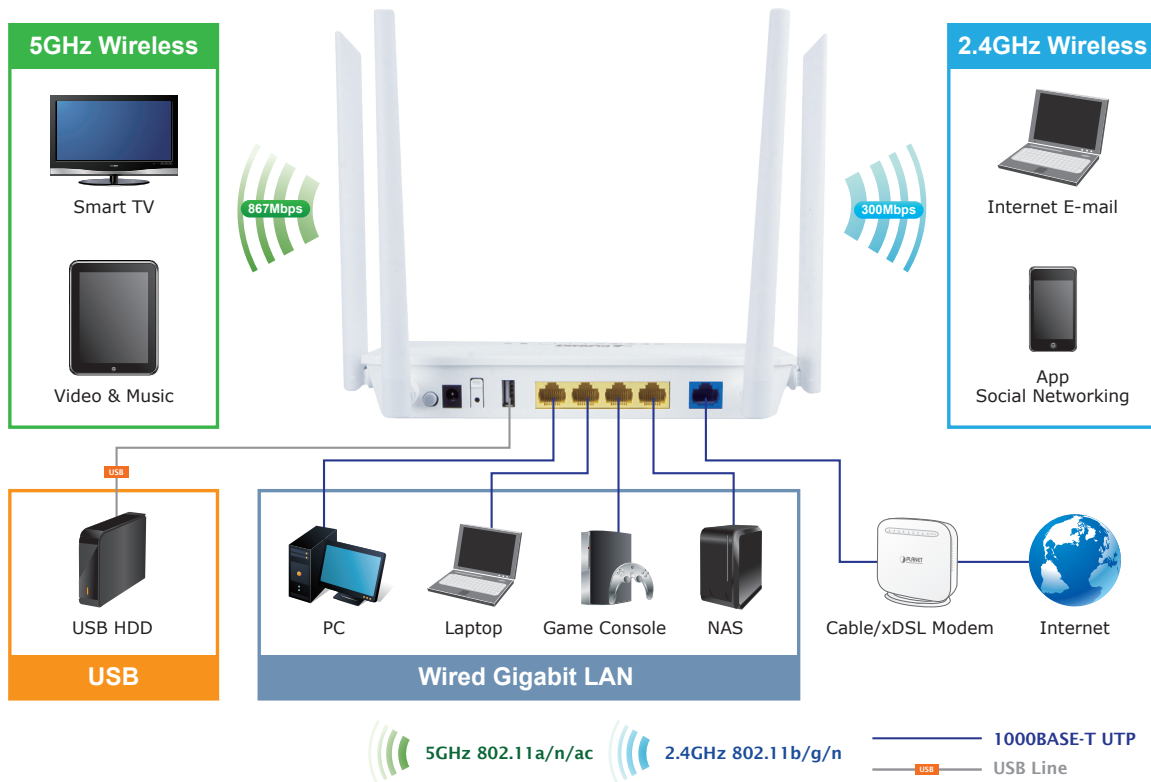 5GHz Wireless
Smart TV
Video & Music
867Mbps
300Mbps
2.4GHz Wireless
Internet E-mail
App
Social Networking
USB
USB HDD
USB
PC
Laptop
Game Console
NAS
Wired Gigabit LAN
PLANET
Cable/xDSL Modem
Internet
5GHz 802.11a/n/ac
2.4GHz 802.11b/g/n
1000BASE-T UTP
USB
USB Line